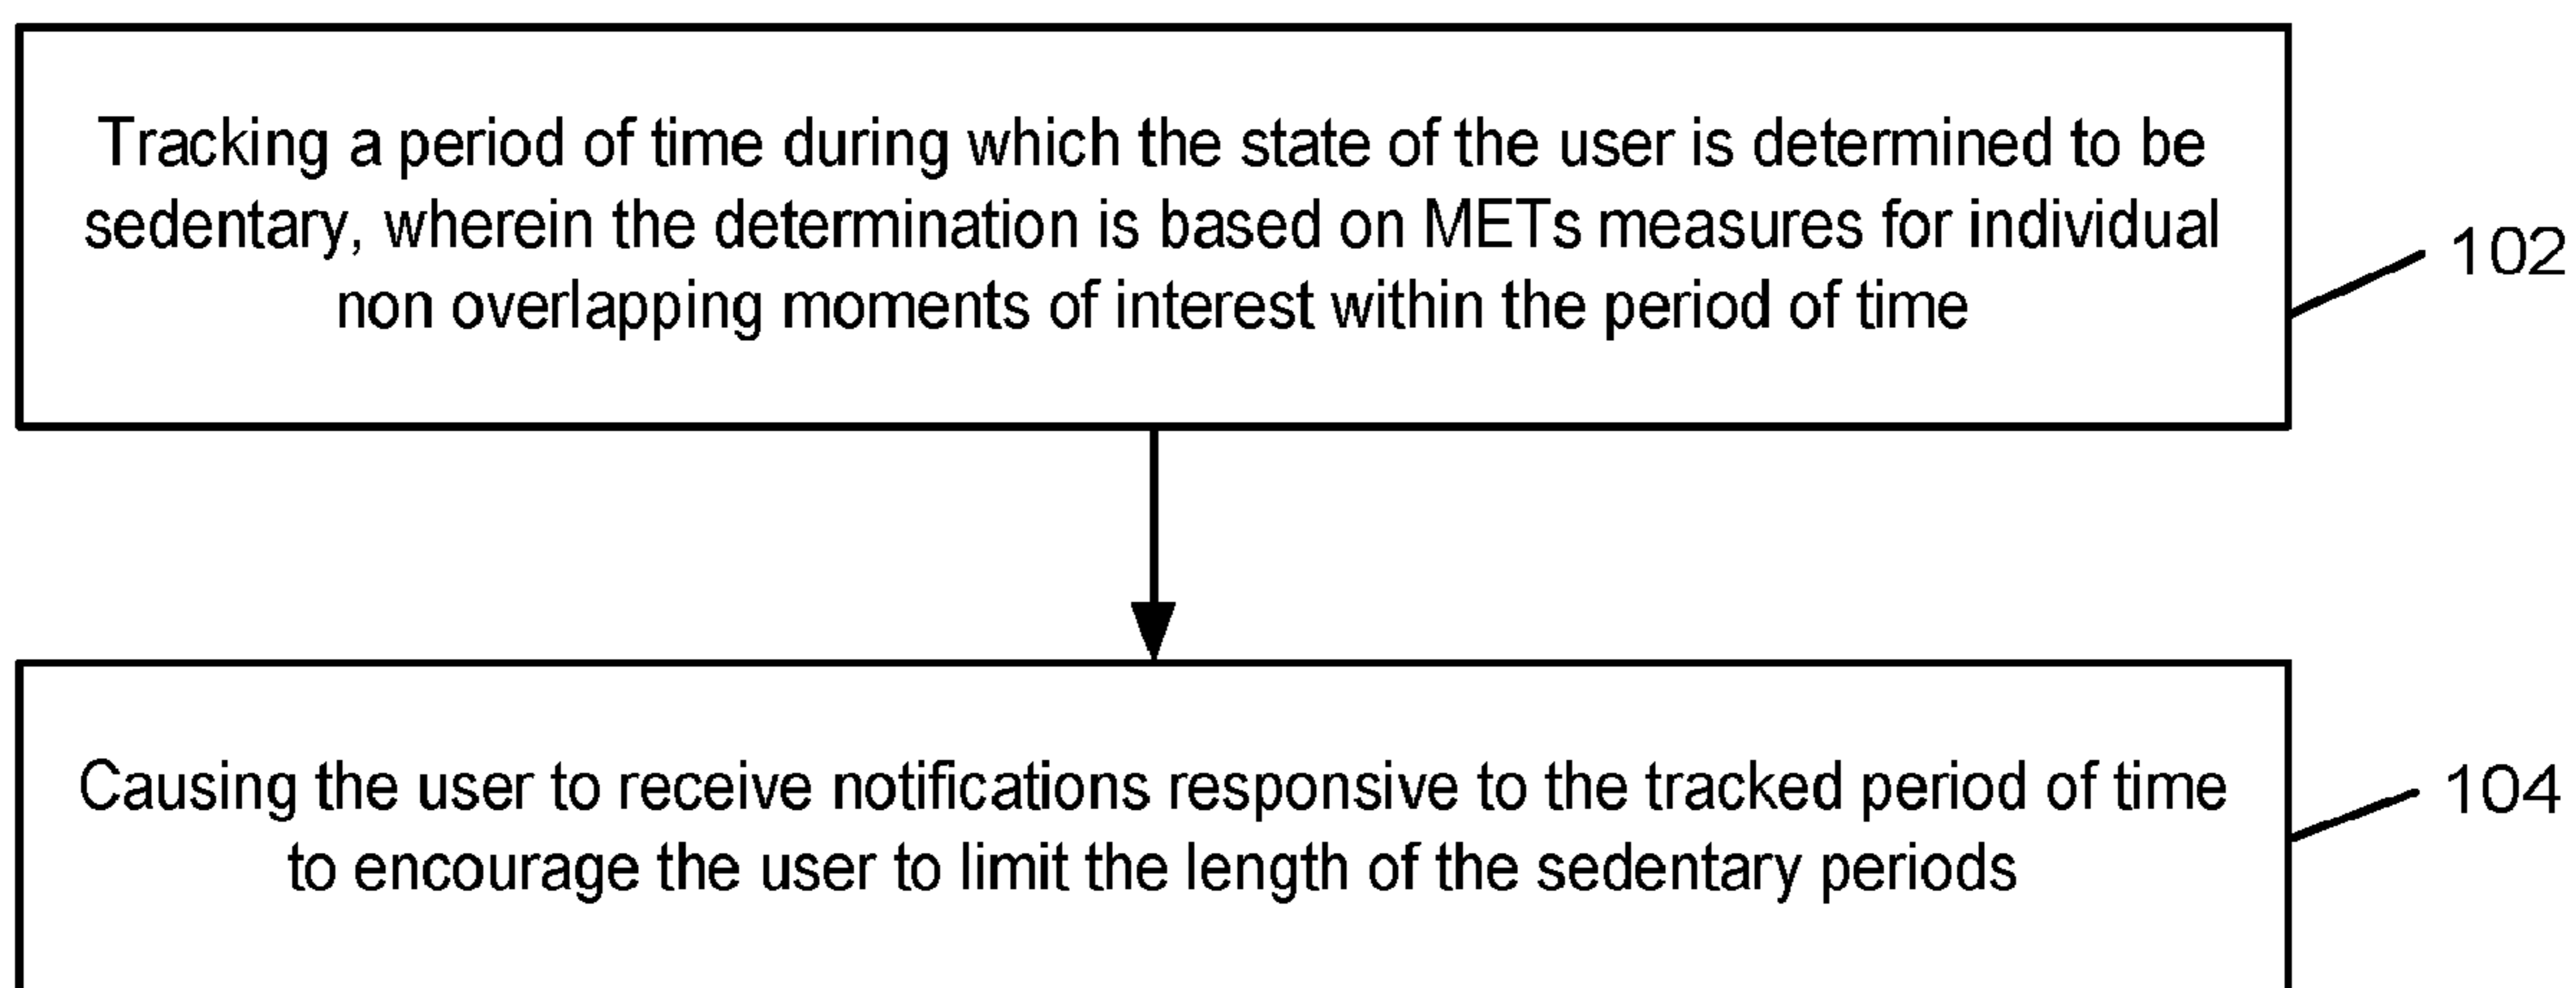 Tracking a period of time during which the state of the user is determined to be
sedentary, wherein the determination is based on METs measures for individual
non overlapping moments of interest within the period of time
102
Causing the user to receive notifications responsive to the tracked period of time
to encourage the user to limit the length of the sedentary periods
104